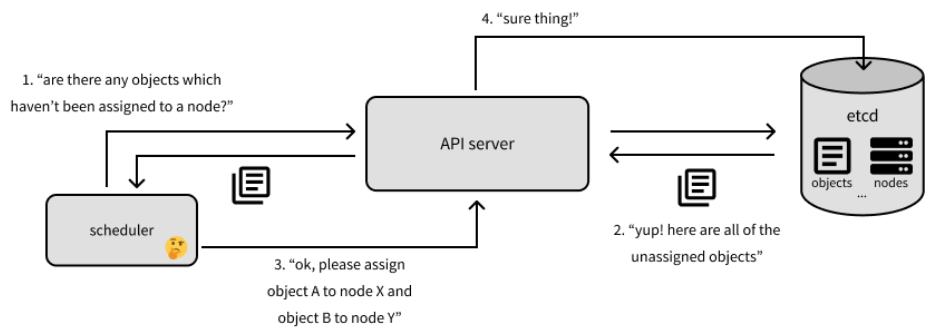 4. “sure thing!”
1. “are there any objects which
haven’t been assigned to a node?”
etcd
API server
objects
nodes
...
scheduler
2. “yup! here are all of the
unassigned objects”
3. “ok, please assign
object A to node X and
object B to node Y”